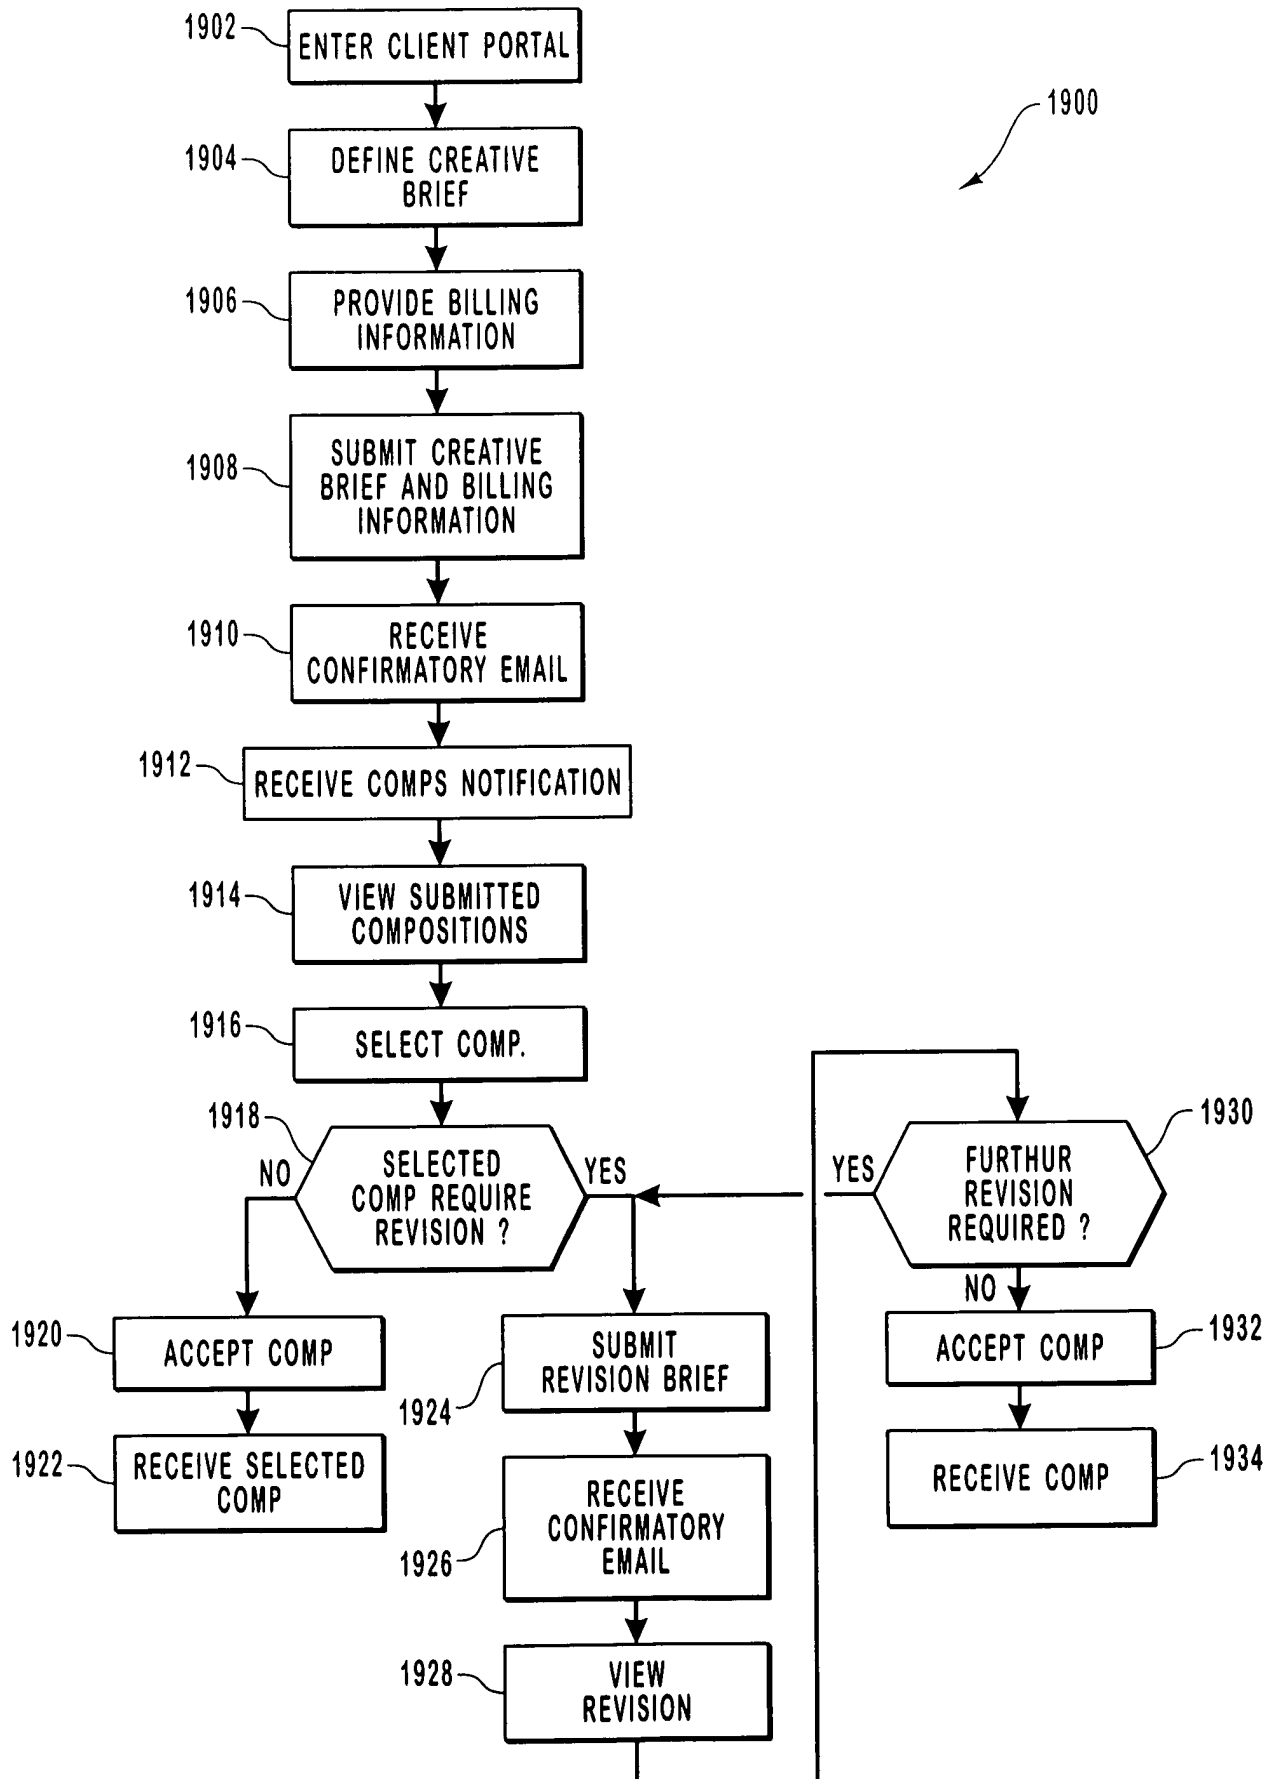 1902
ENTER CLIENT PORTAL
1900
1904
DEFINE CREATIVE
BRIEF
1906
PROVIDE BILLING
INFORMATION
1908
SUBMIT CREATIVE
BRIEF AND BILLING
INFORMATION
1910
RECEIVE
CONFIRMATORY EMAIL
1912
RECEIVE COMPS NOTIFICATION
1914
VIEW SUBMITTED
COMPOSITIONS
1916
SELECT COMP.
1918
SELECTED
COMP REQUIRE
REVISION ?
NO
YES
1930
FURTHUR
REVISION
REQUIRED ?
YES
NO
1920
ACCEPT COMP
1922
RECEIVE SELECTED
COMP
1924
SUBMIT
REVISION BRIEF
1926
RECEIVE
CONFIRMATORY
EMAIL
1928
VIEW
REVISION
1932
ACCEPT COMP
1934
RECEIVE COMP